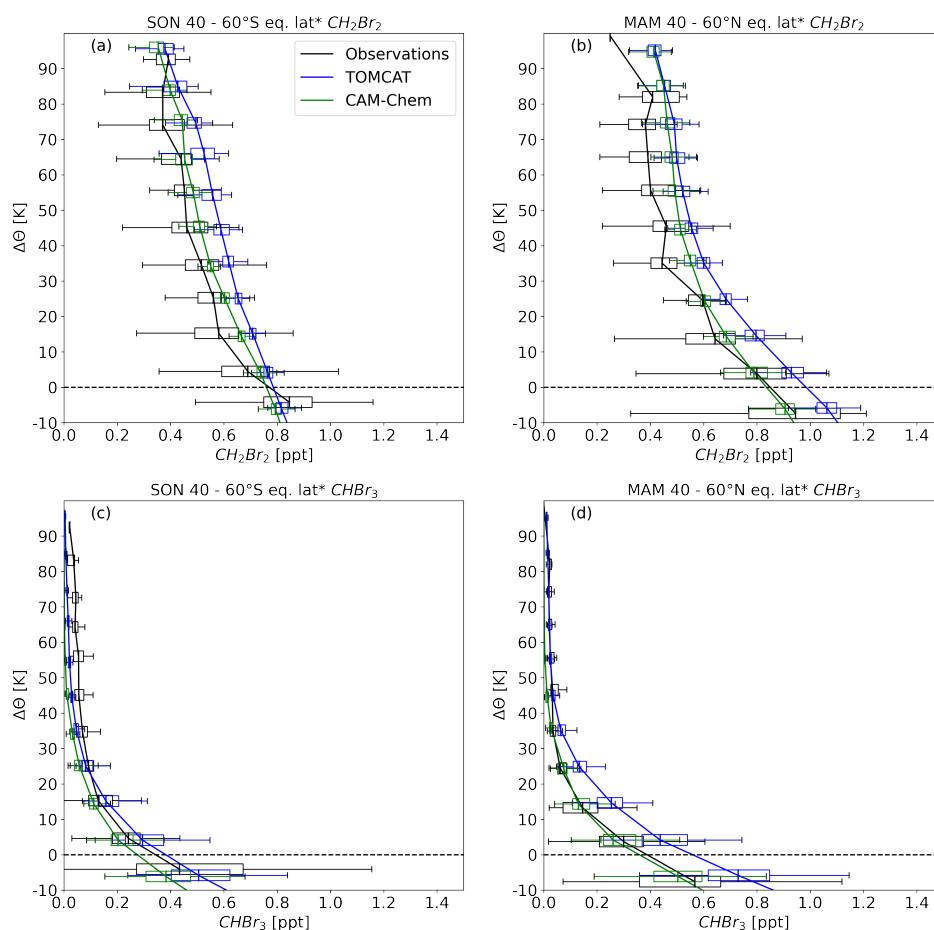 SON 40 - 60°S eq. lat* CH₂Br₂
(a)
Observations
TOMCAT
CAM-Chem
90
80
70
60
50
40
30
20
10
0
-10
ΔΘ [K]
0.0 0.2 0.4 0.6 0.8 1.0 1.2 1.4
CH₂Br₂ [ppt]
MAM 40 - 60°N eq. lat* CH₂Br₂
(b)
90
80
70
60
50
40
30
20
10
0
-10
ΔΘ [K]
0.0 0.2 0.4 0.6 0.8 1.0 1.2 1.4
CH₂Br₂ [ppt]
SON 40 - 60°S eq. lat* CHBr₃
(c)
90
80
70
60
50
40
30
20
10
0
-10
ΔΘ [K]
0.0 0.2 0.4 0.6 0.8 1.0 1.2 1.4
CHBr₃ [ppt]
MAM 40 - 60°N eq. lat* CHBr₃
(d)
90
80
70
60
50
40
30
20
10
0
-10
ΔΘ [K]
0.0 0.2 0.4 0.6 0.8 1.0 1.2 1.4
CHBr₃ [ppt]